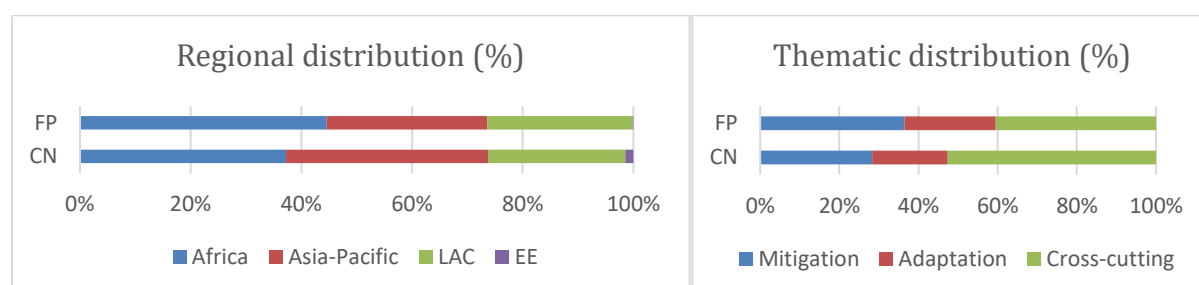 Regional distribution (%)
FP
CN
0% 20% 40% 60% 80% 100%
Africa Asia-Pacific LAC EE
Thematic distribution (%)
FP
CN
0% 20% 40% 60% 80% 100%
Mitigation Adaptation Cross-cutting